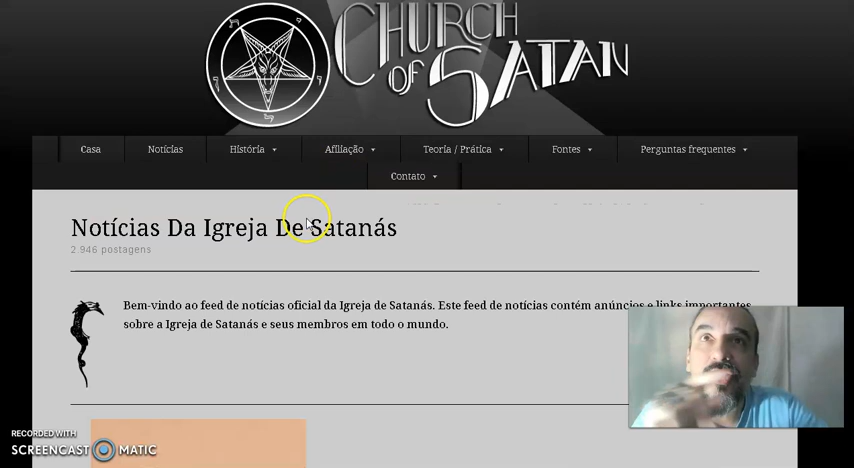 CHURCH
OF SATAN
Casa Notícias História Afiliação Teoria / Prática Fontes Perguntas frequentes
Contato
Notícias Da Igreja De Satanás
2.946 postagens
Bem-vindo ao feed de notícias oficial da Igreja de Satanás. Este feed de notícias contém anúncios e links importantes
sobre a Igreja de Satanás e seus membros em todo o mundo.
RECORDED WITH
SCREENCAST MATIC